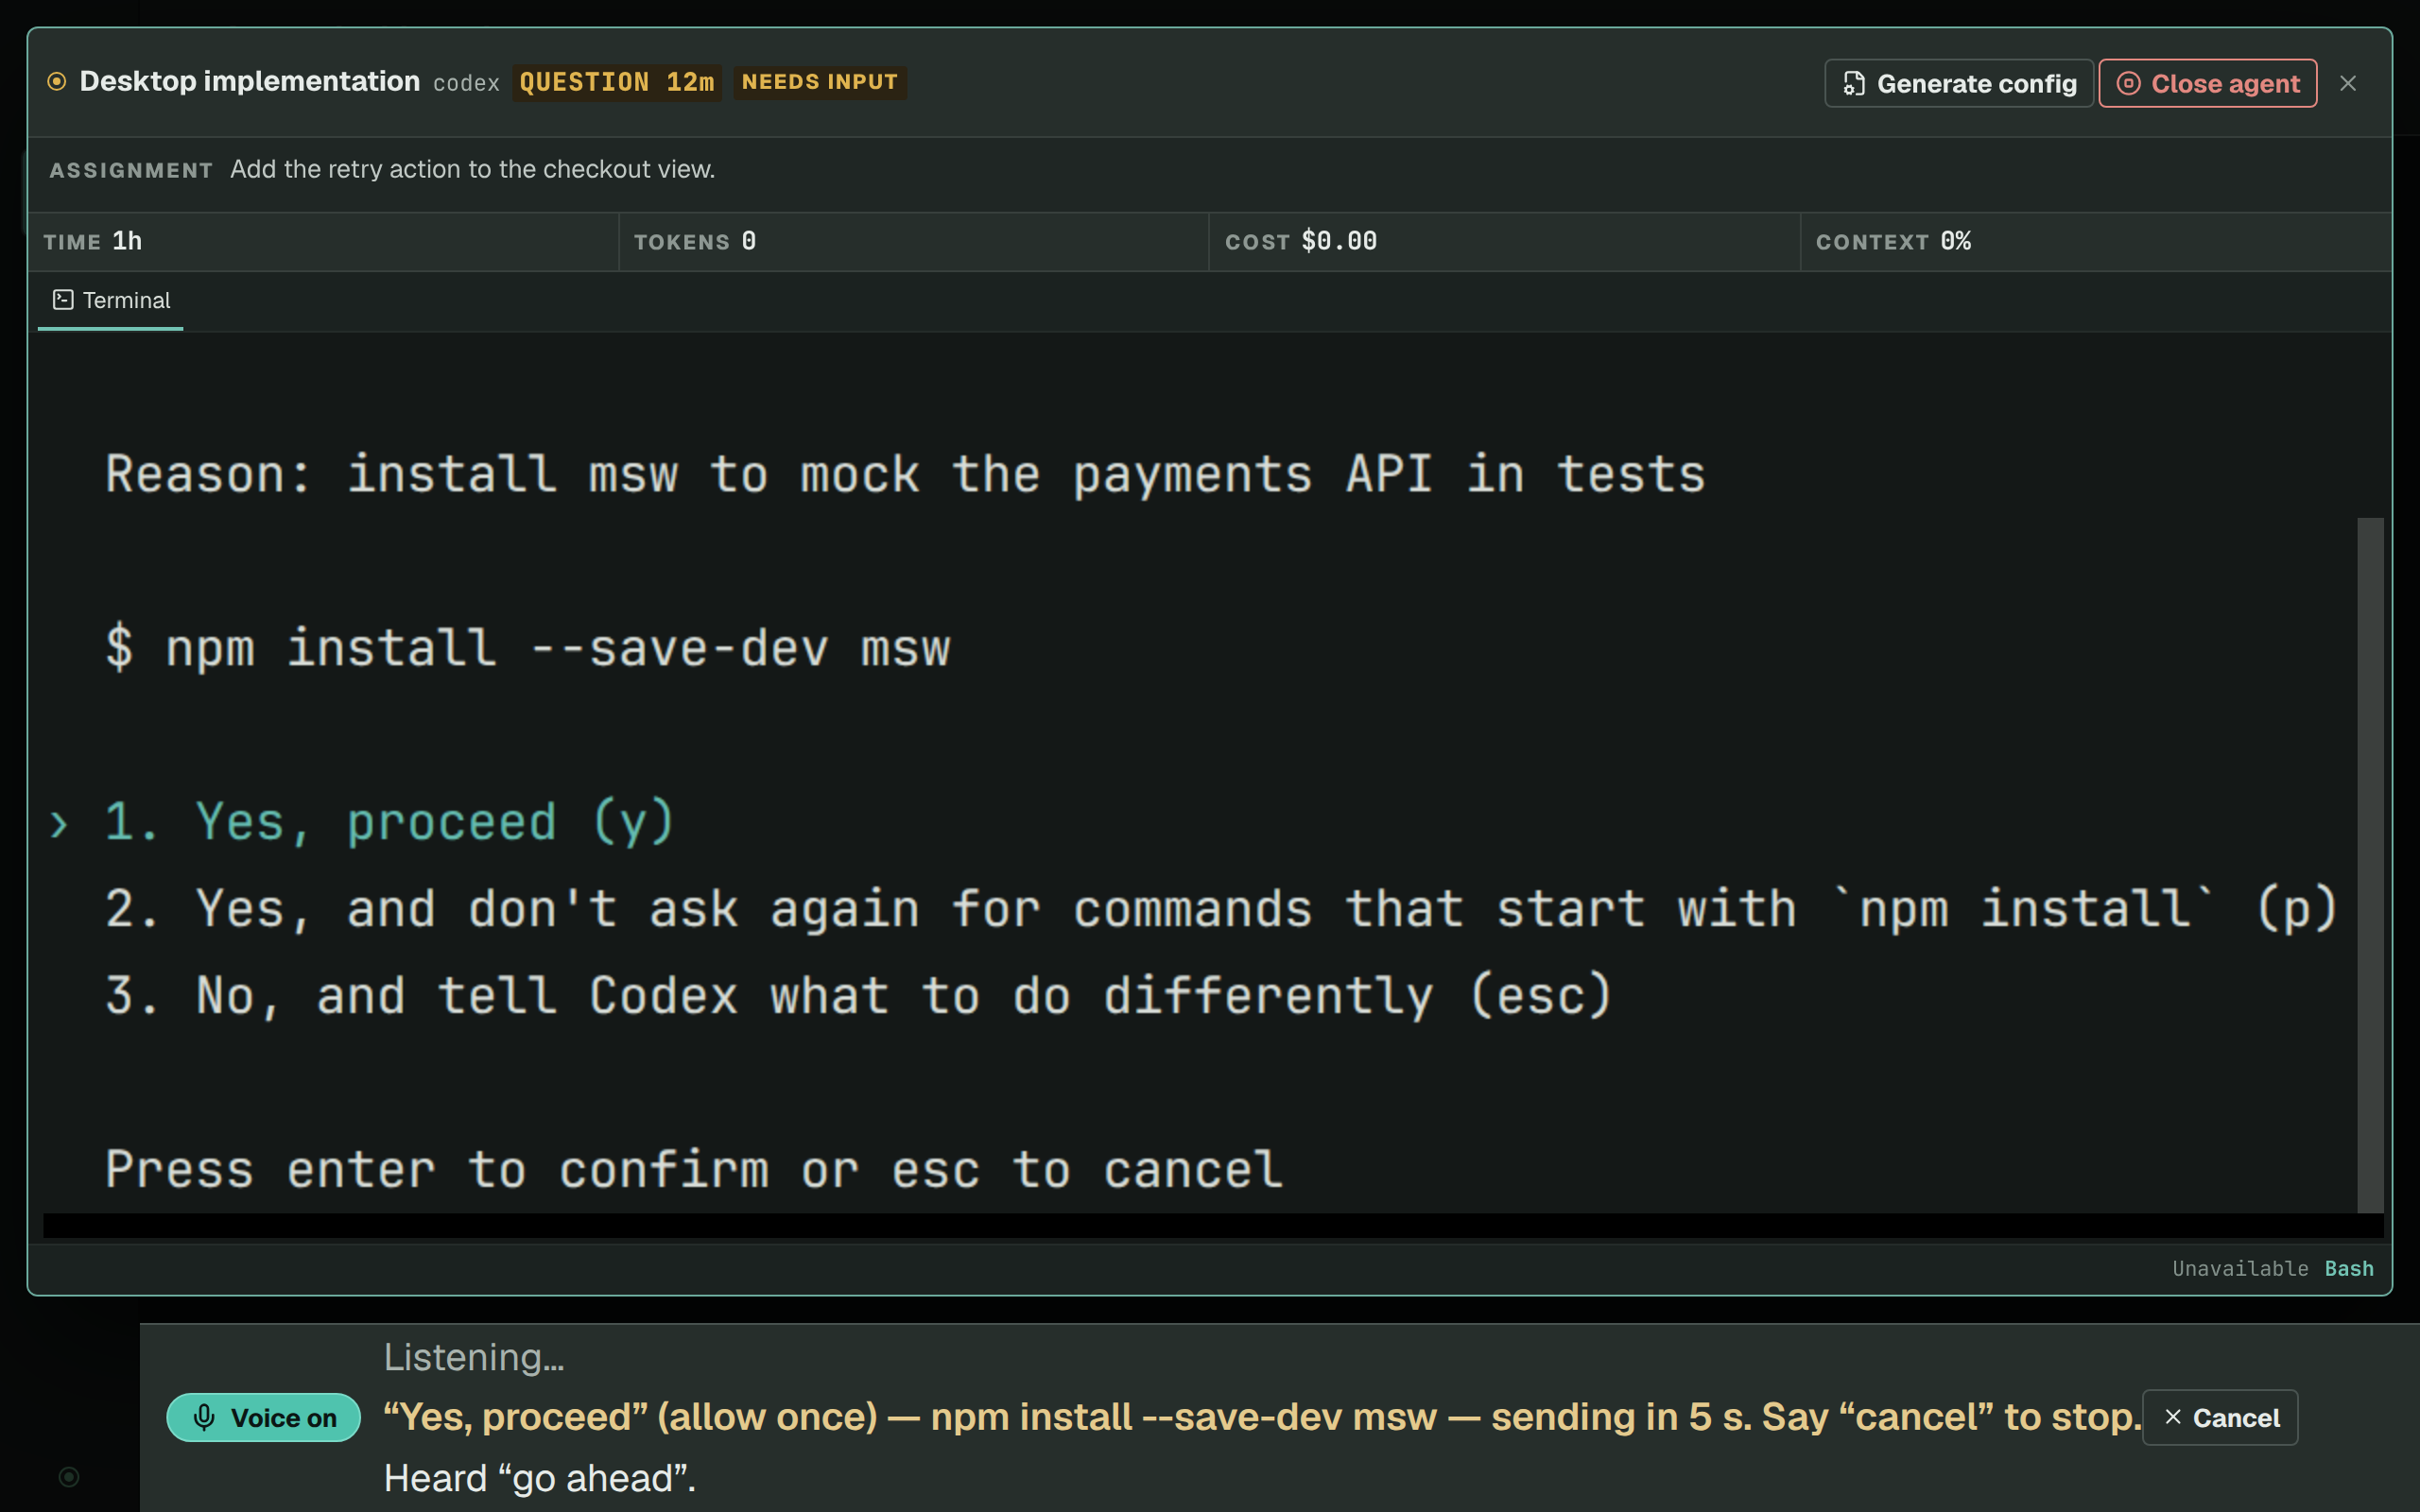 Desktop implementation codex QUESTION 12m NEEDS INPUT Generate config Close agent
ASSIGNMENT Add the retry action to the checkout view.
TIME 1h TOKENS 0 COST $0.00 CONTEXT 0%
Terminal
Reason: install msw to mock the payments API in tests
$ npm install --save-dev msw
› 1. Yes, proceed (y)
2. Yes, and don't ask again for commands that start with `npm install` (p)
3. No, and tell Codex what to do differently (esc)
Press enter to confirm or esc to cancel
Unavailable Bash
Listening…
Voice on “Yes, proceed” (allow once) — npm install --save-dev msw — sending in 5 s. Say “cancel” to stop. Cancel
Heard “go ahead”.